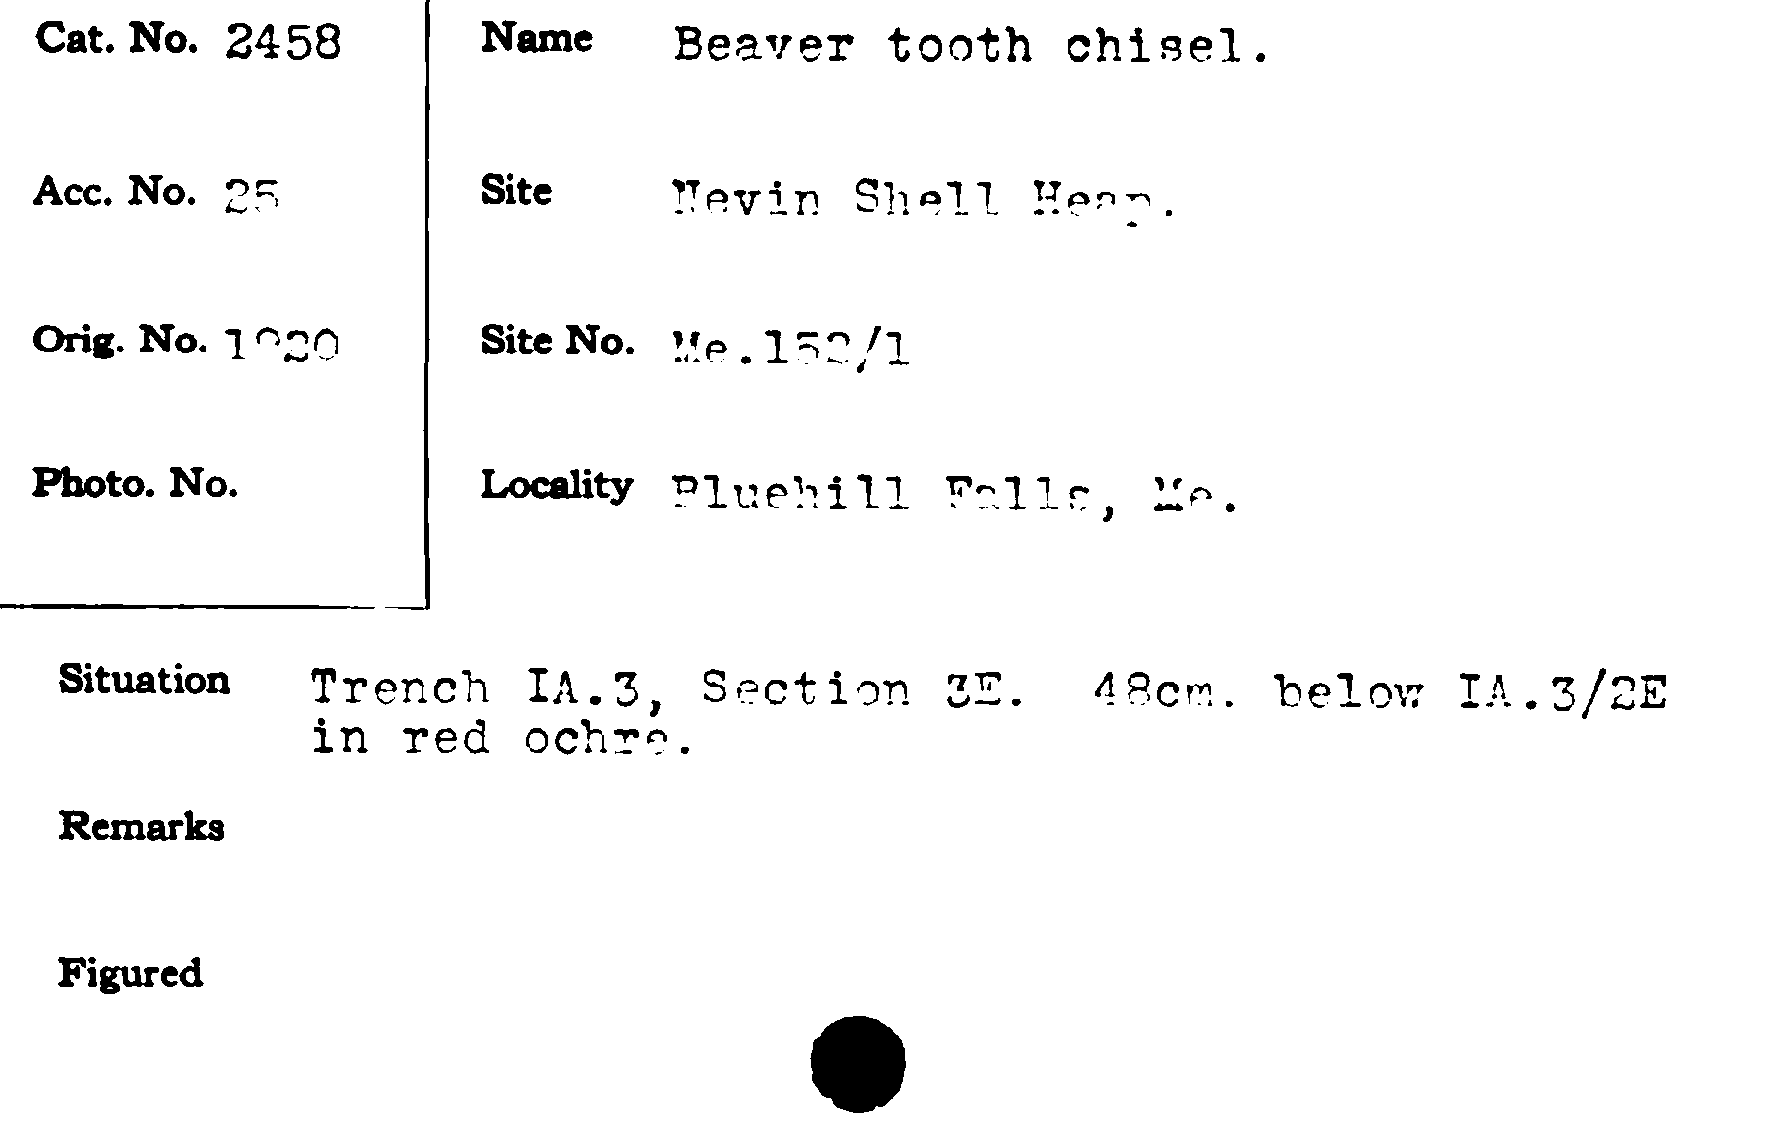 Cat. No. 2458 Name Beaver tooth chisel.
Acc. No. 25 Site Nevin Shell Heap.
Orig. No. Site No. Me.152/1
Photo. No. Locality Bluehill Falls, Me.
Situation Trench IA.3, Section 3E. 48cm. below IA.3/2E
in red ochre.
Remarks
Figured